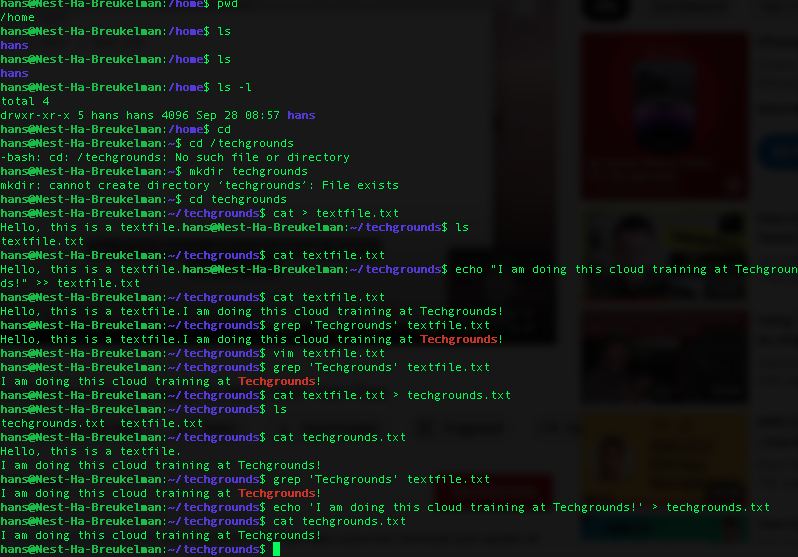 hans@Nest-Ha-Breukelman:/home$ pwd
/home
hans@Nest-Ha-Breukelman:/home$ ls
hans
hans@Nest-Ha-Breukelman:/home$ ls
hans
hans@Nest-Ha-Breukelman:/home$ ls -l
total 4
drwxr-xr-x 5 hans hans 4096 Sep 28 08:57 hans
hans@Nest-Ha-Breukelman:/home$ cd
hans@Nest-Ha-Breukelman:~$ cd /techgrounds
-bash: cd: /techgrounds: No such file or directory
hans@Nest-Ha-Breukelman:~$ mkdir techgrounds
mkdir: cannot create directory ‘techgrounds’: File exists
hans@Nest-Ha-Breukelman:~$ cd techgrounds
hans@Nest-Ha-Breukelman:~/techgrounds$ cat > textfile.txt
Hello, this is a textfile.hans@Nest-Ha-Breukelman:~/techgrounds$ ls
textfile.txt
hans@Nest-Ha-Breukelman:~/techgrounds$ cat textfile.txt
Hello, this is a textfile.hans@Nest-Ha-Breukelman:~/techgrounds$ echo "I am doing this cloud training at Techgroun
ds!" >> textfile.txt
hans@Nest-Ha-Breukelman:~/techgrounds$ cat textfile.txt
Hello, this is a textfile.I am doing this cloud training at Techgrounds!
hans@Nest-Ha-Breukelman:~/techgrounds$ grep 'Techgrounds' textfile.txt
Hello, this is a textfile.I am doing this cloud training at Techgrounds!
hans@Nest-Ha-Breukelman:~/techgrounds$ vim textfile.txt
hans@Nest-Ha-Breukelman:~/techgrounds$ grep 'Techgrounds' textfile.txt
I am doing this cloud training at Techgrounds!
hans@Nest-Ha-Breukelman:~/techgrounds$ cat textfile.txt > techgrounds.txt
hans@Nest-Ha-Breukelman:~/techgrounds$ ls
techgrounds.txt  textfile.txt
hans@Nest-Ha-Breukelman:~/techgrounds$ cat techgrounds.txt
Hello, this is a textfile.
I am doing this cloud training at Techgrounds!
hans@Nest-Ha-Breukelman:~/techgrounds$ grep 'Techgrounds' textfile.txt
I am doing this cloud training at Techgrounds!
hans@Nest-Ha-Breukelman:~/techgrounds$ echo 'I am doing this cloud training at Techgrounds!' > techgrounds.txt
hans@Nest-Ha-Breukelman:~/techgrounds$ cat techgrounds.txt
I am doing this cloud training at Techgrounds!
hans@Nest-Ha-Breukelman:~/techgrounds$